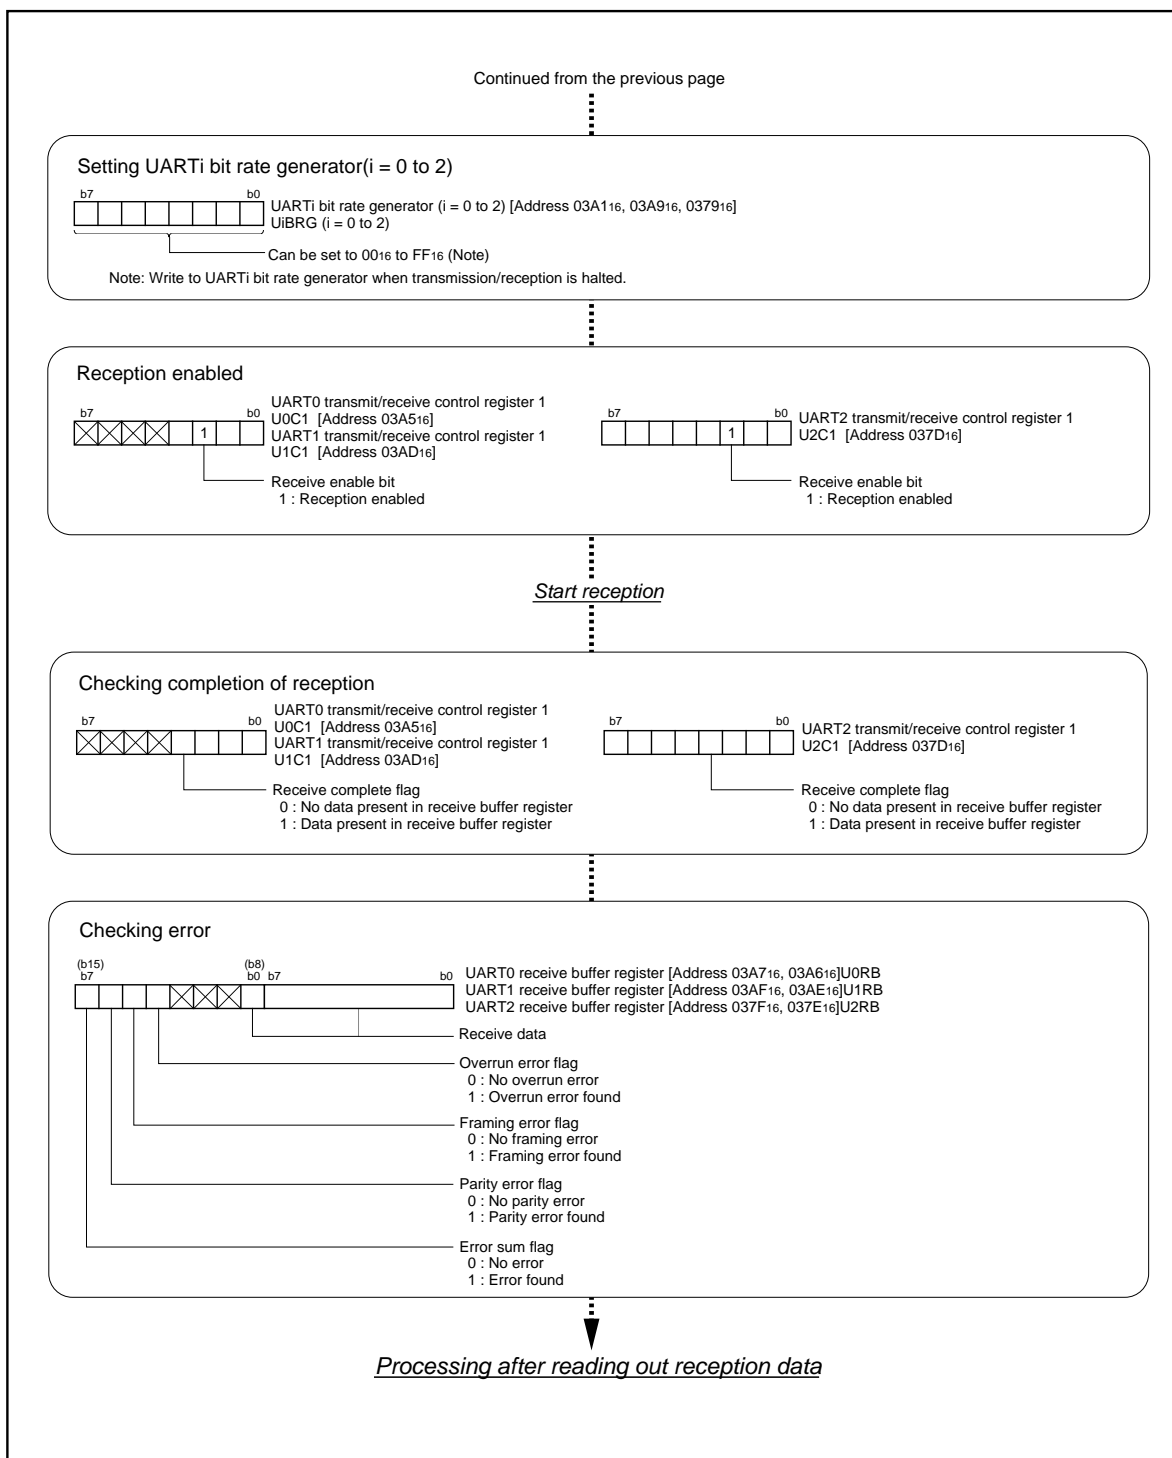 Continued from the previous page
Setting UARTi bit rate generator(i = 0 to 2)
b7 b0
UARTi bit rate generator (i = 0 to 2) [Address 03A116, 03A916, 037916]
UiBRG (i = 0 to 2)
Can be set to 0016 to FF16 (Note)
Note: Write to UARTi bit rate generator when transmission/reception is halted.
Reception enabled
b7 b0
1
UART0 transmit/receive control register 1
U0C1 [Address 03A516]
UART1 transmit/receive control register 1
U1C1 [Address 03AD16]
Receive enable bit
1 : Reception enabled
b7 b0
1
UART2 transmit/receive control register 1
U2C1 [Address 037D16]
Receive enable bit
1 : Reception enabled
Start reception
Checking completion of reception
b7 b0
UART0 transmit/receive control register 1
U0C1 [Address 03A516]
UART1 transmit/receive control register 1
U1C1 [Address 03AD16]
Receive complete flag
0 : No data present in receive buffer register
1 : Data present in receive buffer register
b7 b0
UART2 transmit/receive control register 1
U2C1 [Address 037D16]
Receive complete flag
0 : No data present in receive buffer register
1 : Data present in receive buffer register
Checking error
(b15) (b8)
b7 b0 b7 b0
UART0 receive buffer register [Address 03A716, 03A616]U0RB
UART1 receive buffer register [Address 03AF16, 03AE16]U1RB
UART2 receive buffer register [Address 037F16, 037E16]U2RB
Receive data
Overrun error flag
0 : No overrun error
1 : Overrun error found
Framing error flag
0 : No framing error
1 : Framing error found
Parity error flag
0 : No parity error
1 : Parity error found
Error sum flag
0 : No error
1 : Error found
Processing after reading out reception data